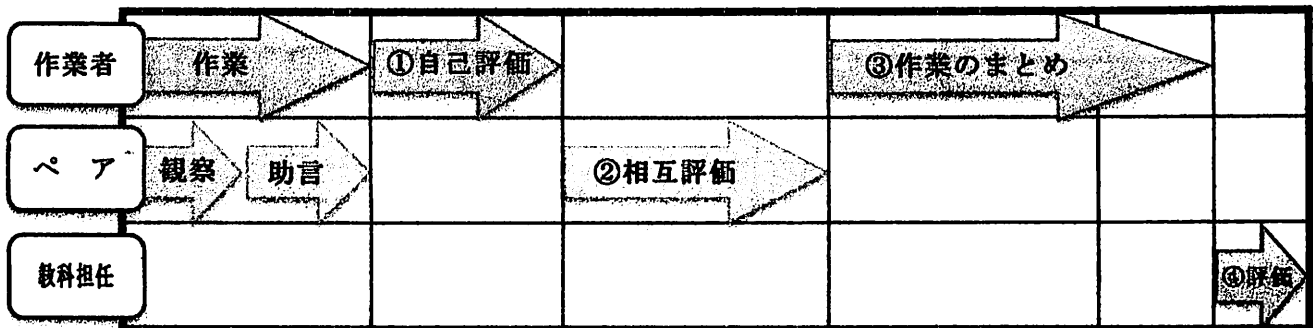 作業者 作業 ①自己評価 ③作業のまとめ
ペア 観察 助言 ②相互評価
教科担任 ④評価